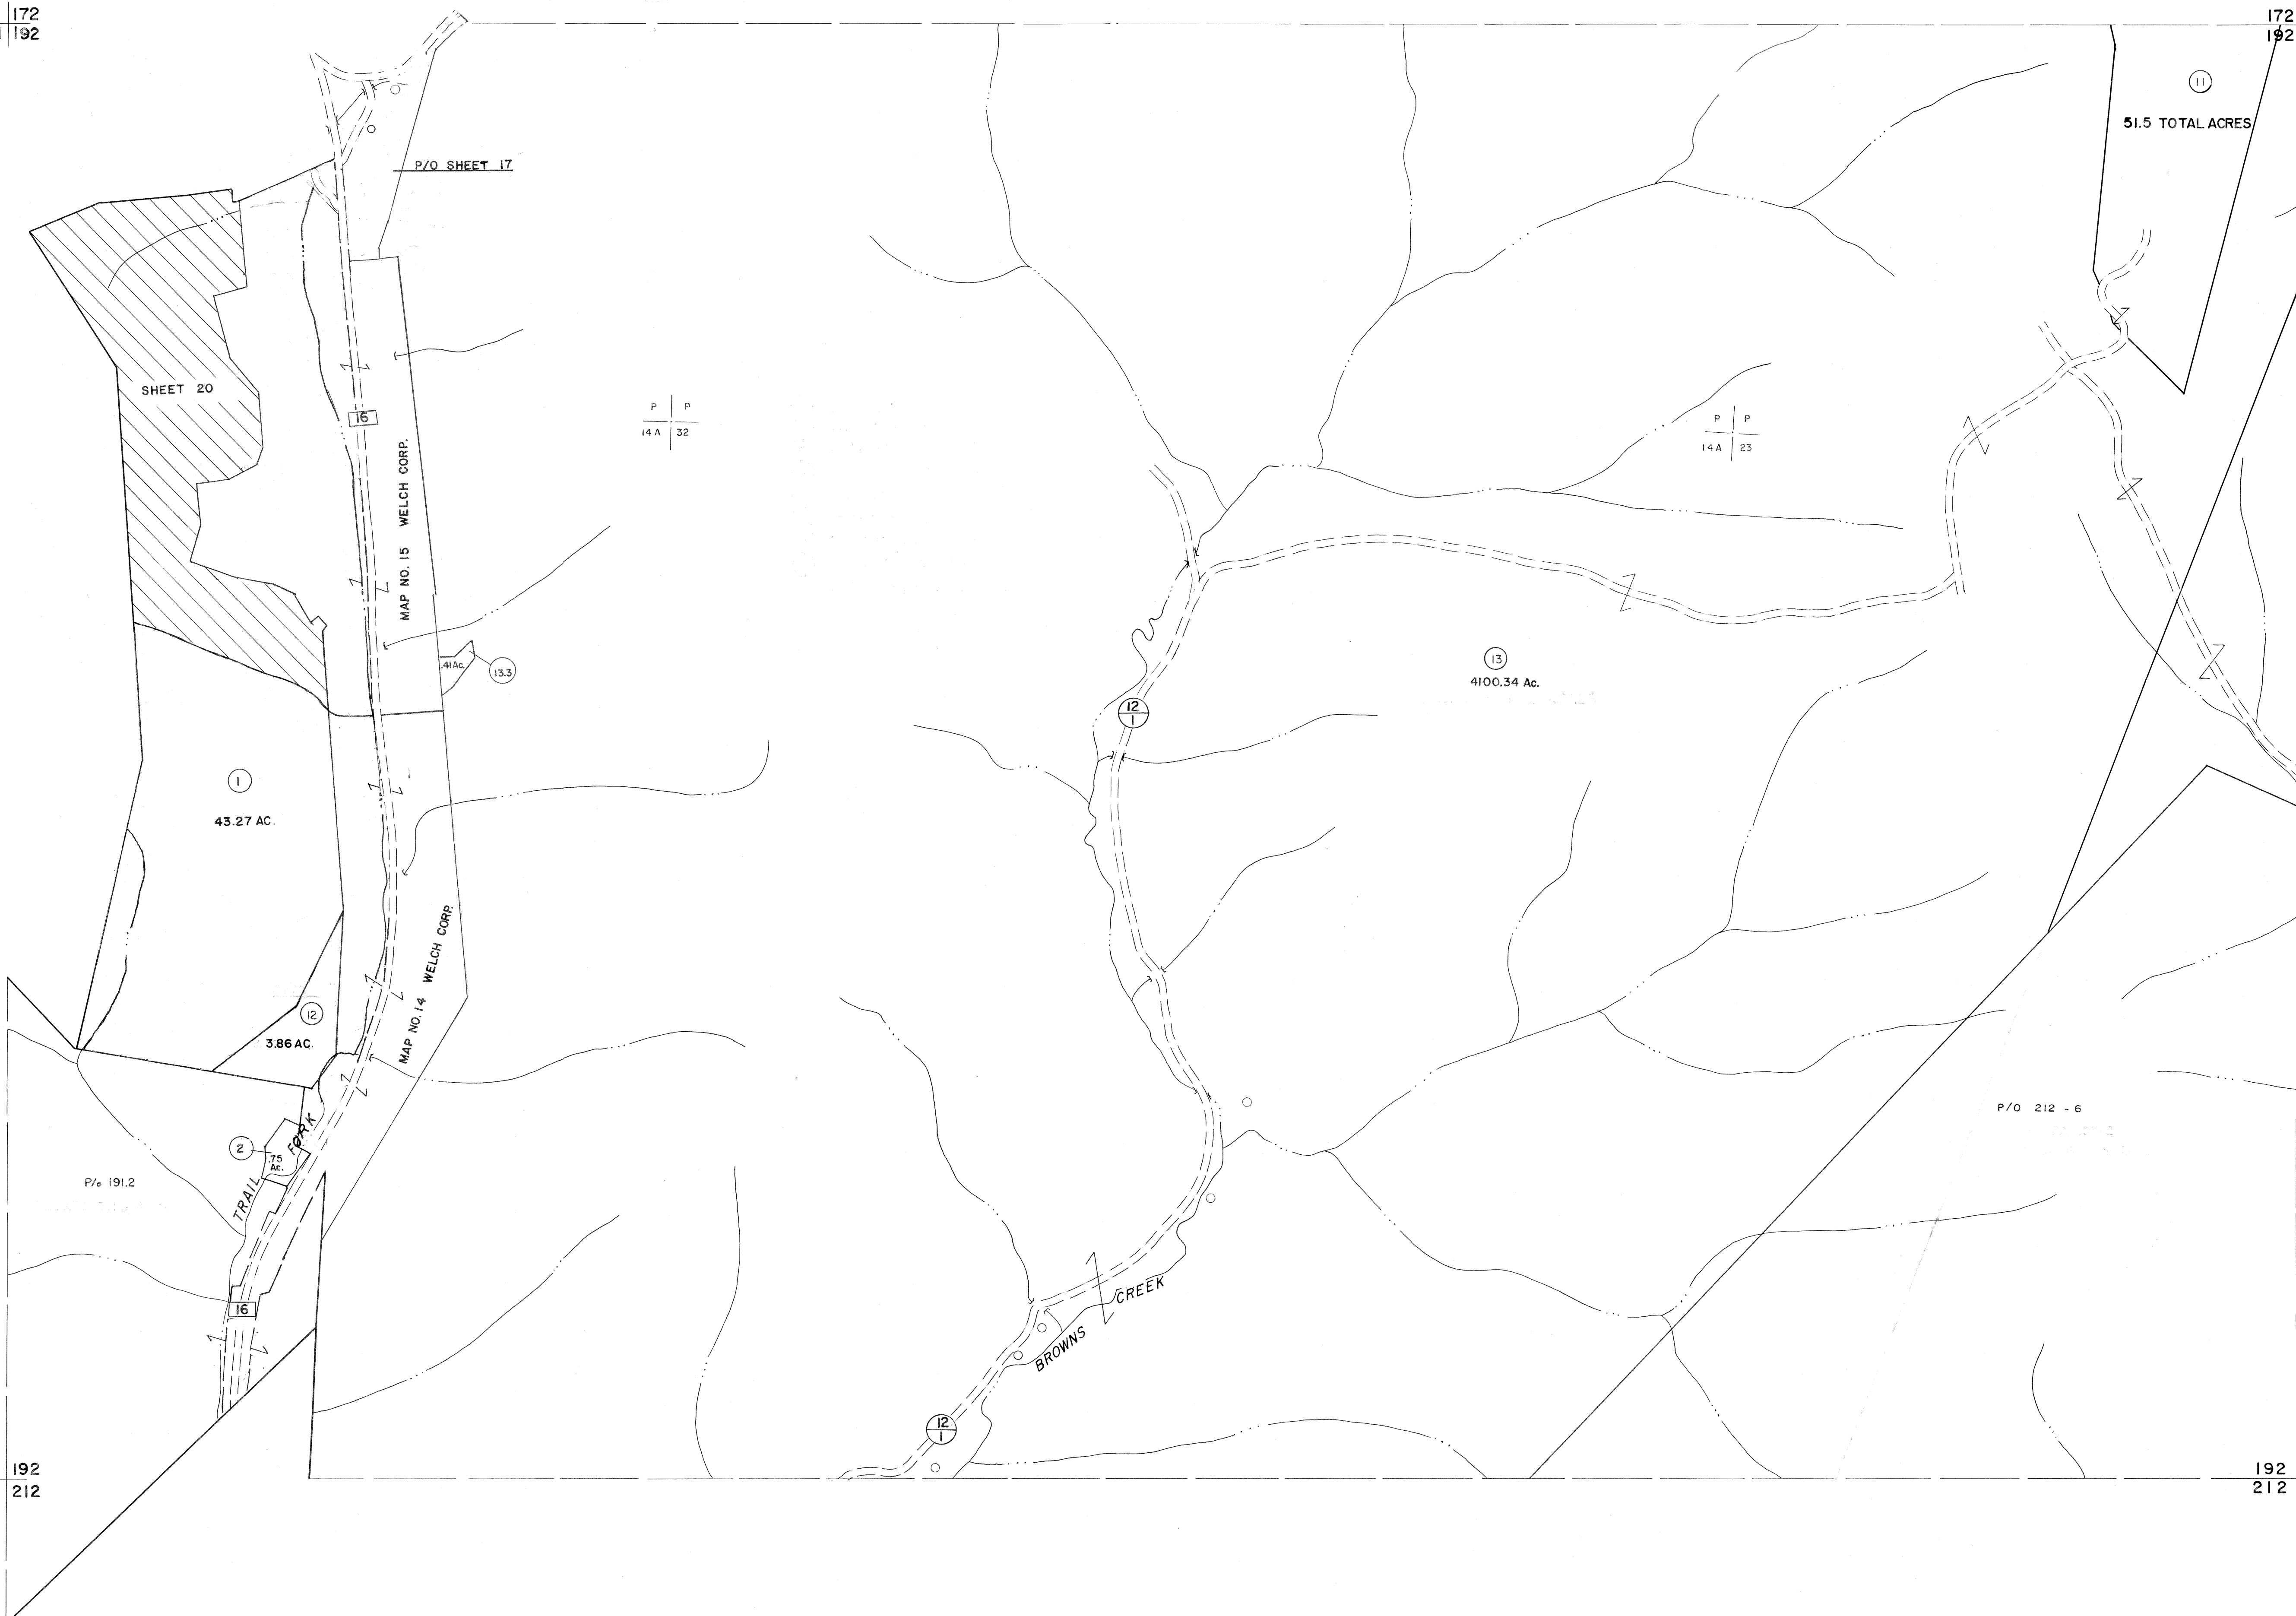 172
192
172
192
11
51.5 TOTAL ACRES
P/O SHEET 17
SHEET 20
16
MAP NO. 15 WELCH CORP.
P P
14A 32
P P
14A 23
.41Ac.
13.3
13
4100.34 Ac.
12
1
1
43.27 AC.
MAP NO. 14 WELCH CORP.
12
3.86 AC.
2
.75
Ac.
TRAIL FORK
P/o 191.2
P/O 212 - 6
16
BROWNS CREEK
12
1
192
212
192
212